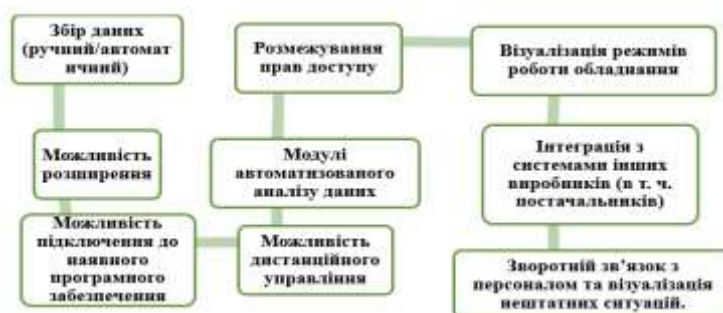 Збір даних
(ручний/автомат
ичний)
Можливість
розширення
Можливість
підключення до
наявного
програмного
забезпечення
Можливість
дистанційного
управління
Модулі
автоматизованого
аналізу даних
Розмежування
прав доступу
Візуалізація режимів
роботи обладнання
Інтеграція з
системами інших
виробників (в т. ч.
постачальників)
Зворотній зв’язок з
персоналом та візуалізація
нештатних ситуацій.